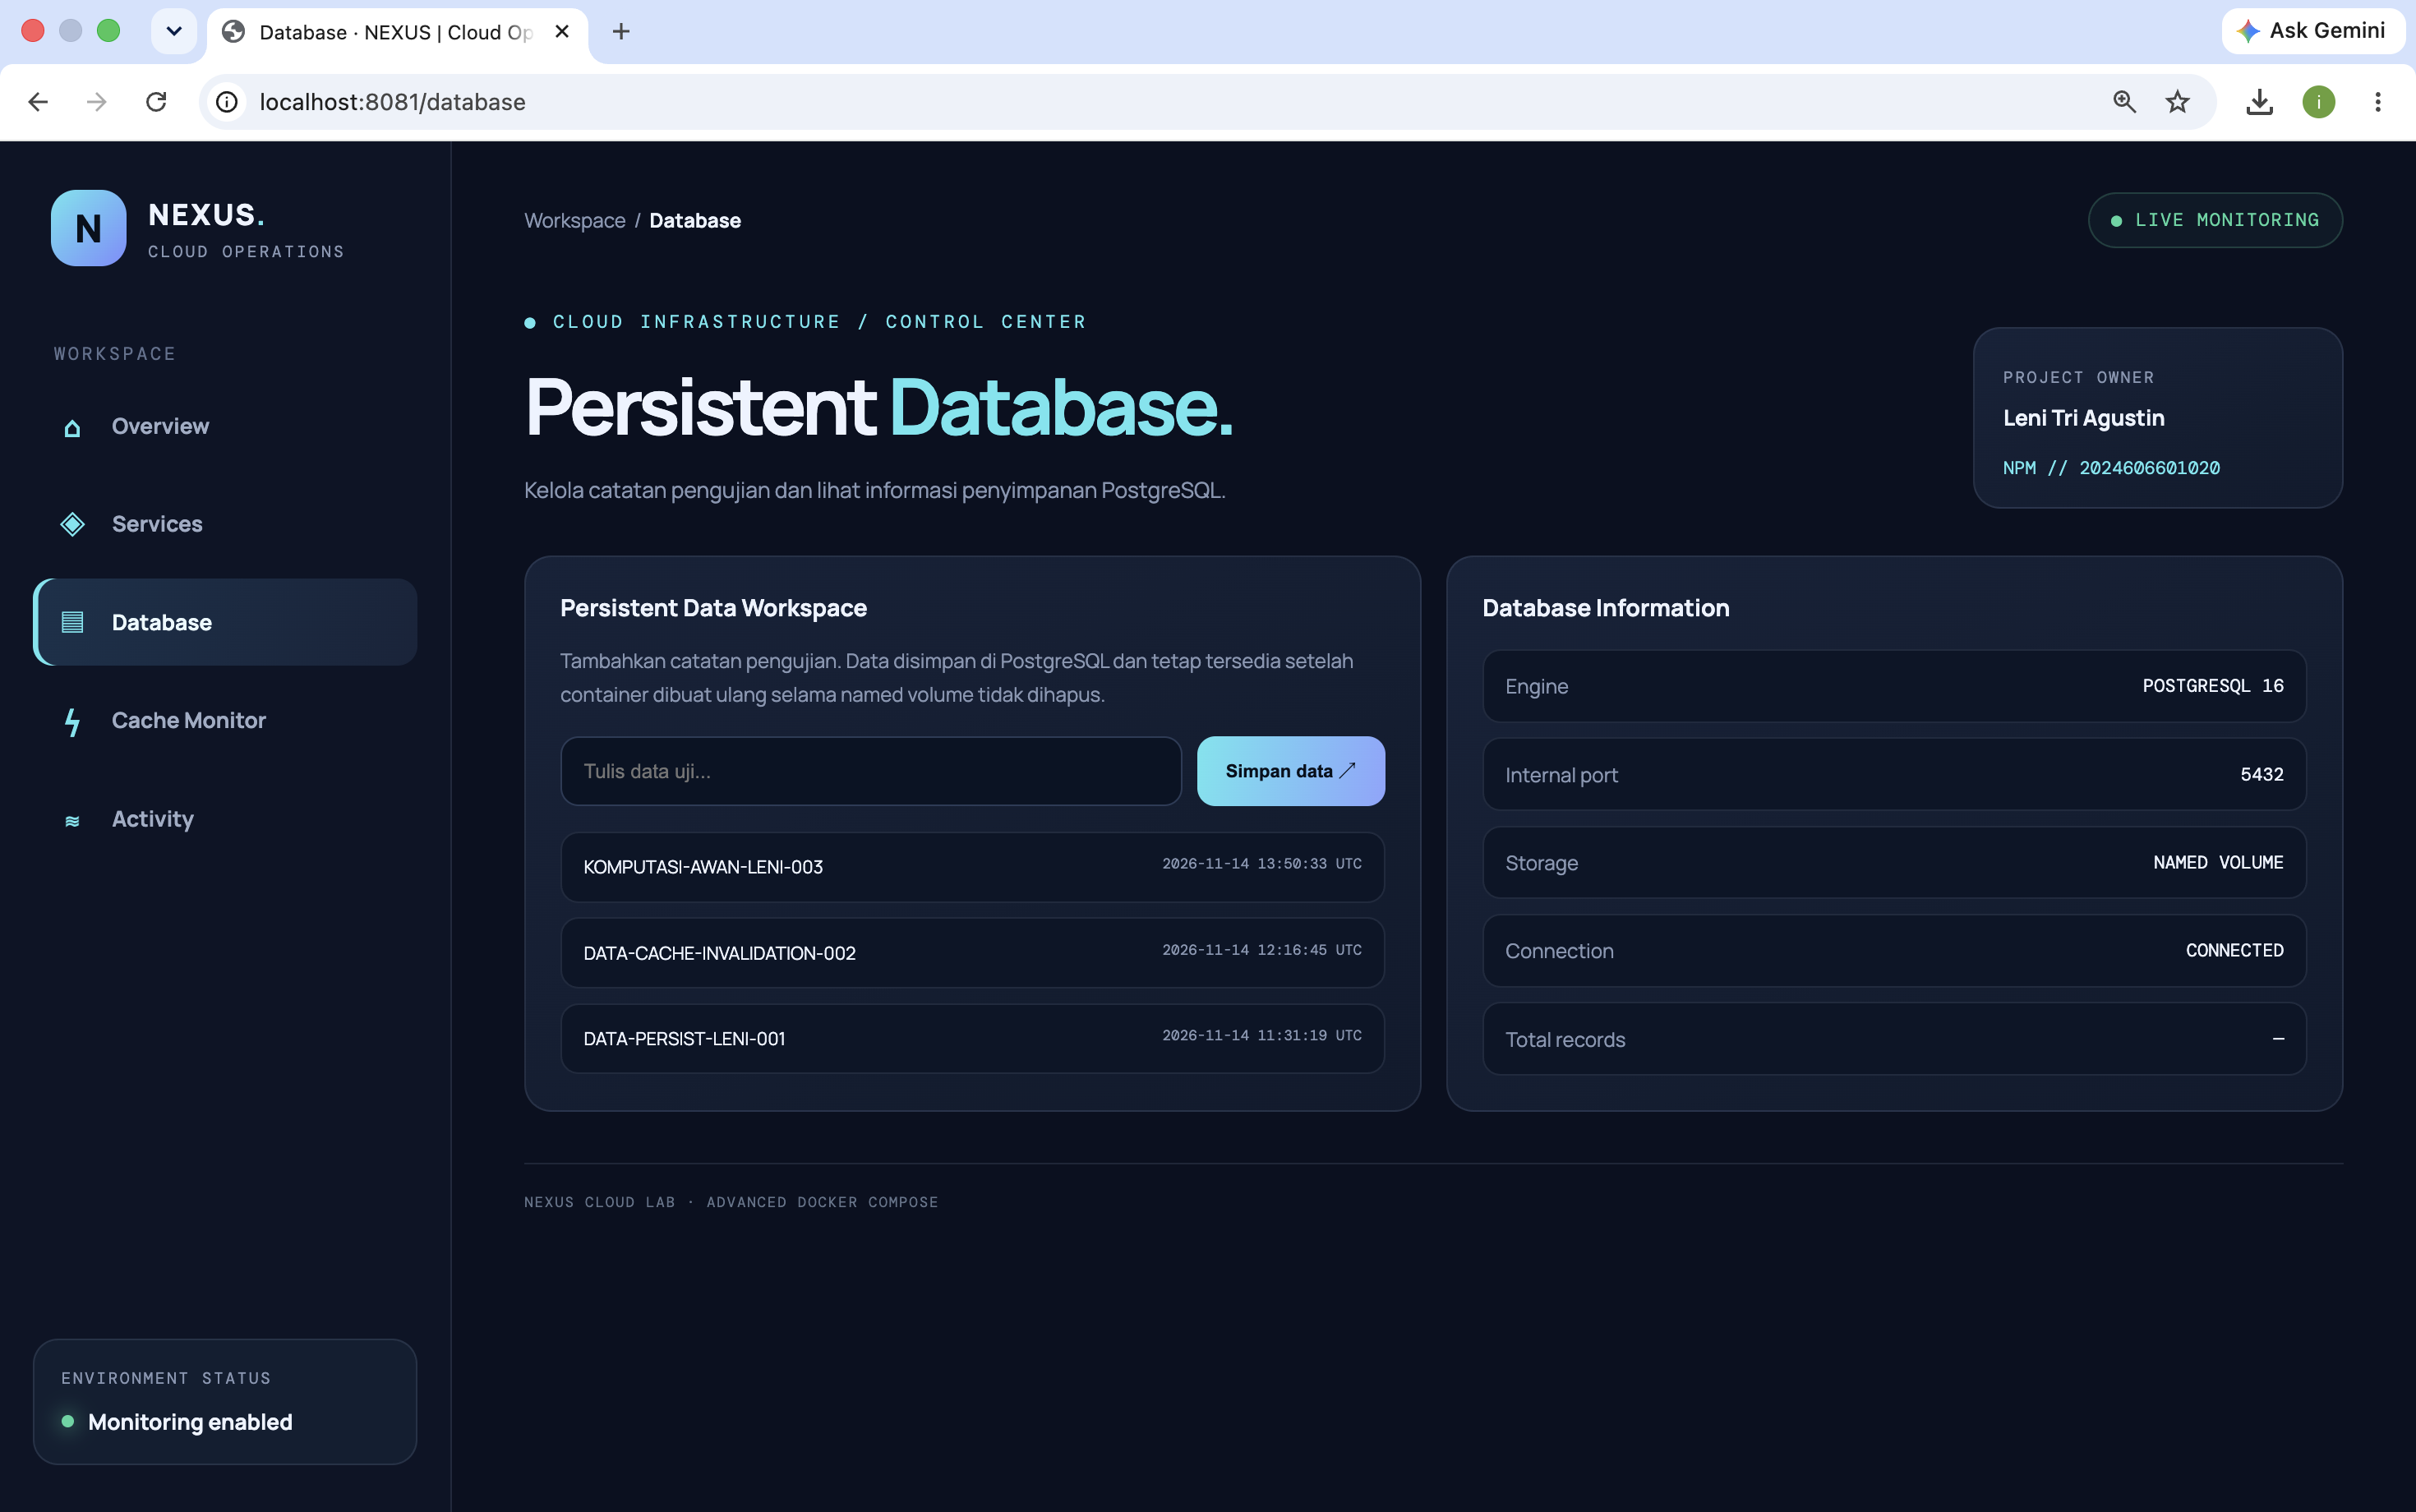 Database · NEXUS | Cloud Op
Ask Gemini
localhost:8081/database
i
N
NEXUS.
CLOUD OPERATIONS
WORKSPACE
Overview
Services
Database
Cache Monitor
Activity
ENVIRONMENT STATUS
Monitoring enabled
Workspace / Database
LIVE MONITORING
CLOUD INFRASTRUCTURE / CONTROL CENTER
Persistent Database.
Kelola catatan pengujian dan lihat informasi penyimpanan PostgreSQL.
PROJECT OWNER
Leni Tri Agustin
NPM // 2024606601020
Persistent Data Workspace
Tambahkan catatan pengujian. Data disimpan di PostgreSQL dan tetap tersedia setelah
container dibuat ulang selama named volume tidak dihapus.
Tulis data uji...
Simpan data ↗
KOMPUTASI-AWAN-LENI-003 2026-11-14 13:50:33 UTC
DATA-CACHE-INVALIDATION-002 2026-11-14 12:16:45 UTC
DATA-PERSIST-LENI-001 2026-11-14 11:31:19 UTC
Database Information
Engine POSTGRESQL 16
Internal port 5432
Storage NAMED VOLUME
Connection CONNECTED
Total records —
NEXUS CLOUD LAB · ADVANCED DOCKER COMPOSE